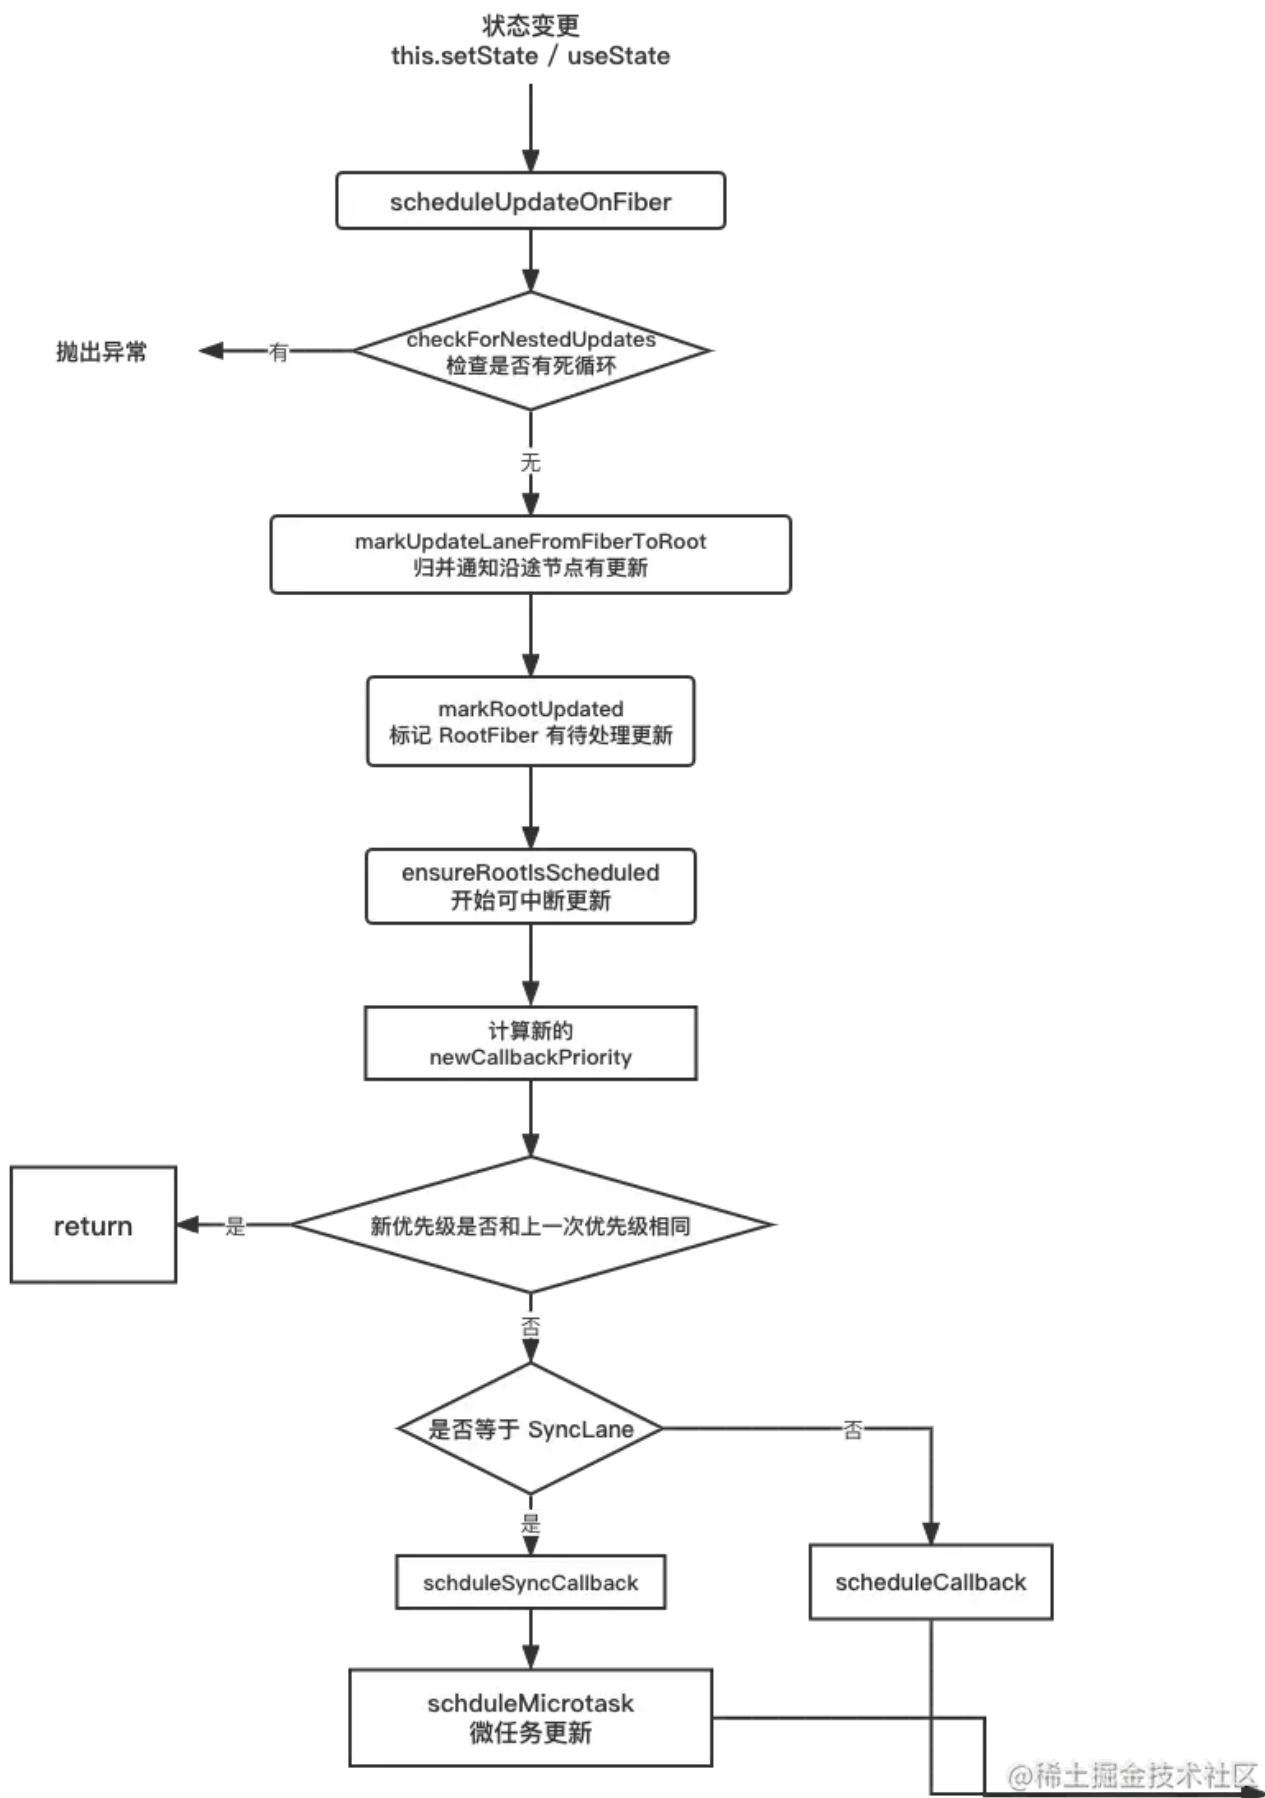 状态变更
this.setState / useState
scheduleUpdateOnFiber
checkForNestedUpdates
检查是否有死循环
有
抛出异常
无
markUpdateLaneFromFiberToRoot
归并通知沿途节点有更新
markRootUpdated
标记 RootFiber 有待处理更新
ensureRootIsScheduled
开始可中断更新
计算新的
newCallbackPriority
新优先级是否和上一次优先级相同
是
return
否
是否等于 SyncLane
否
是
schduleSyncCallback
scheduleCallback
schduleMicrotask
微任务更新
@稀土掘金技术社区